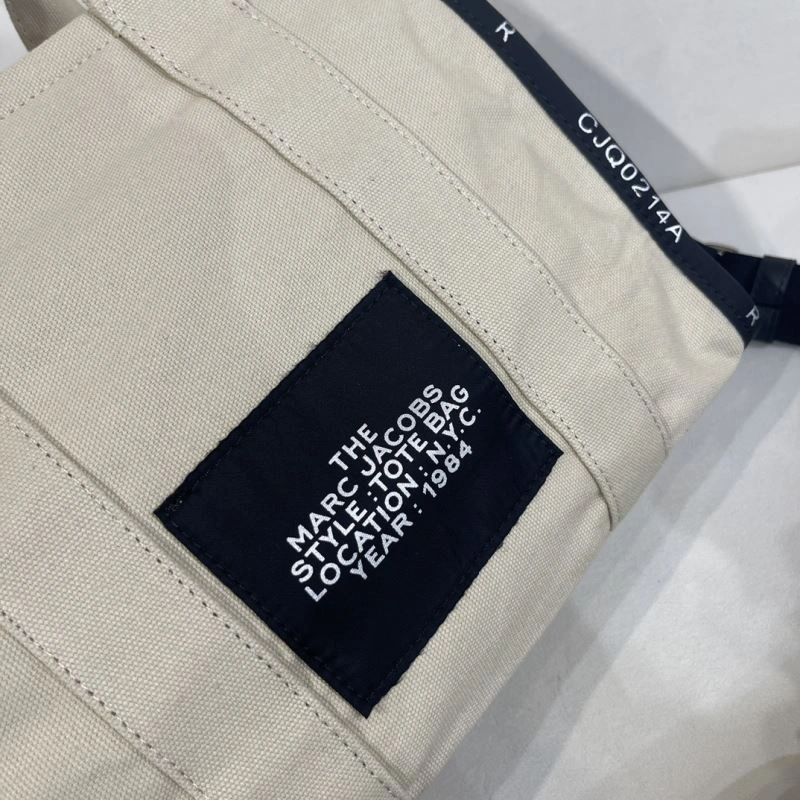 R
CJQ0214A
R
THE
MARC JACOBS
STYLE : TOTE BAG
LOCATION : N.Y.C.
YEAR : 1984